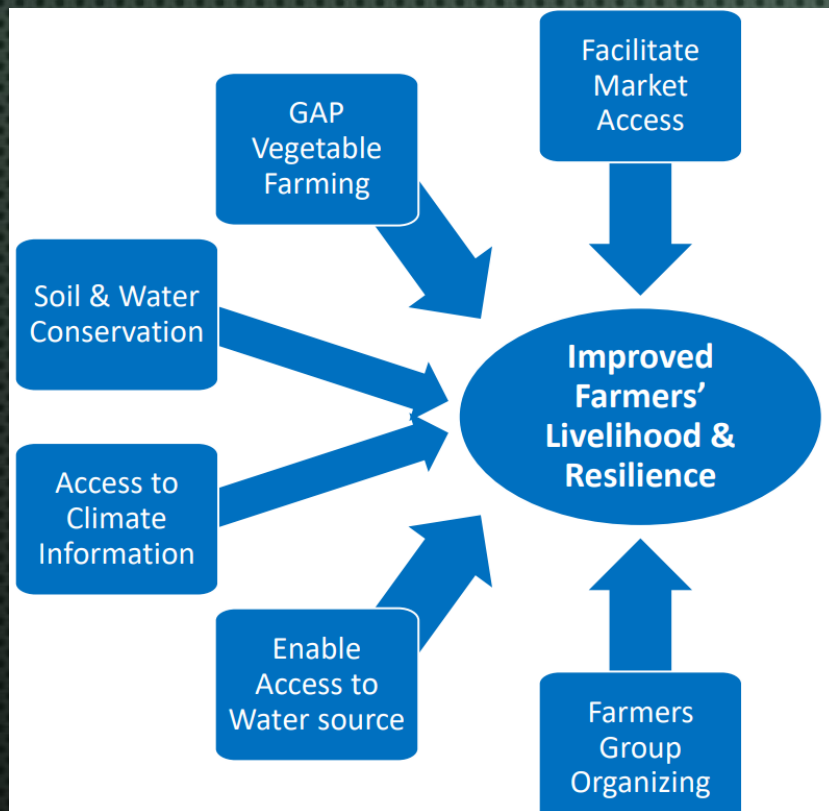 Facilitate
Market
Access
GAP
Vegetable
Farming
Soil & Water
Conservation
Improved
Farmers’
Livelihood &
Resilience
Access to
Climate
Information
Enable
Access to
Water source
Farmers
Group
Organizing